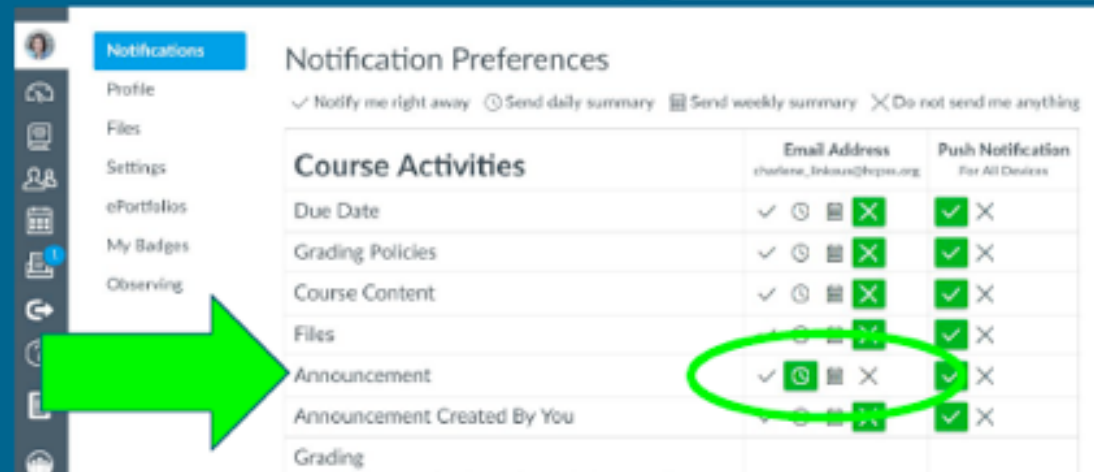 Notifications
Profile
Files
Settings
ePortfolios
My Badges
Observing
1
Notification Preferences
Notify me right away Send daily summary Send weekly summary Do not send me anything
Course Activities
Email Address
Push Notification
For All Devices
Due Date
Grading Policies
Course Content
Files
Announcement
Announcement Created By You
Grading